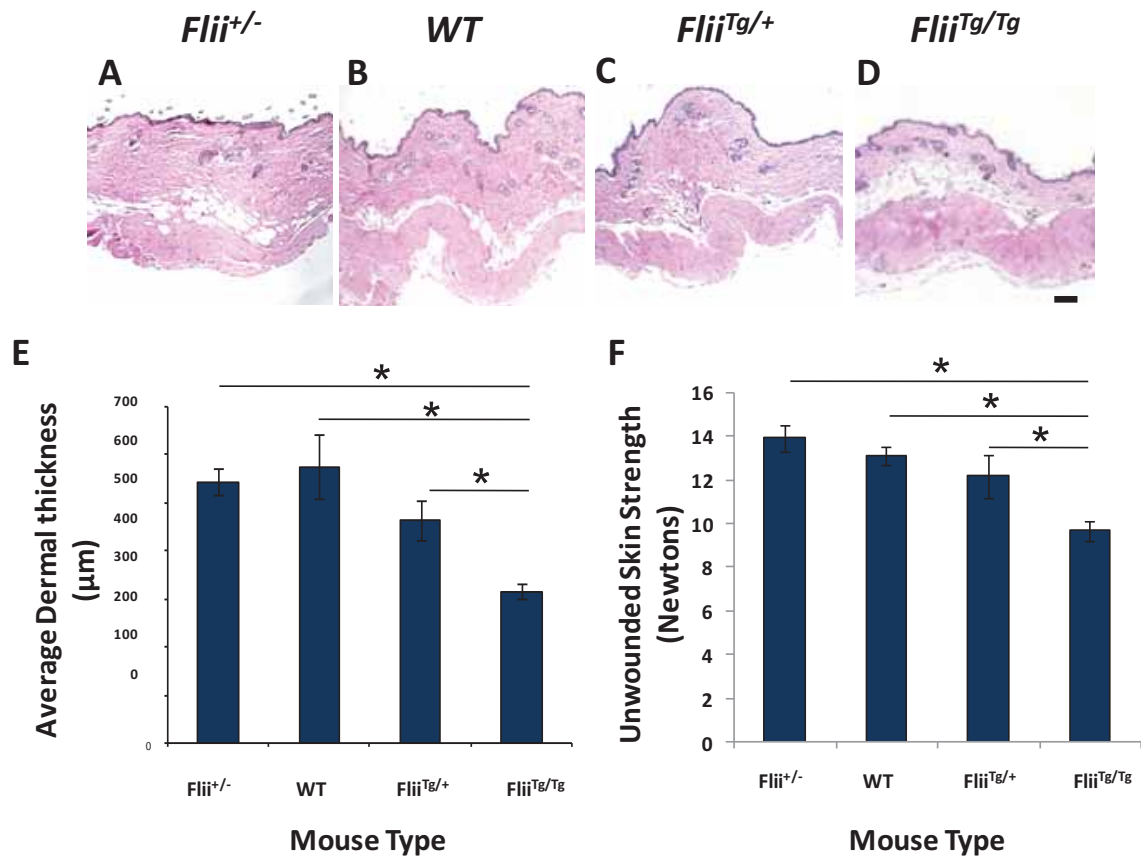 Flii+/-
WT
FliiTg/+
FliiTg/Tg
A
B
C
D
E
Average Dermal thickness
(µm)
700
600
500
400
300
200
100
0
0
*
*
*
Flii+/-
WT
FliiTg/+
FliiTg/Tg
Mouse Type
F
Unwounded Skin Strength
(Newtons)
16
14
12
10
8
6
4
2
0
*
*
*
Flii+/-
WT
FliiTg/+
FliiTg/Tg
Mouse Type